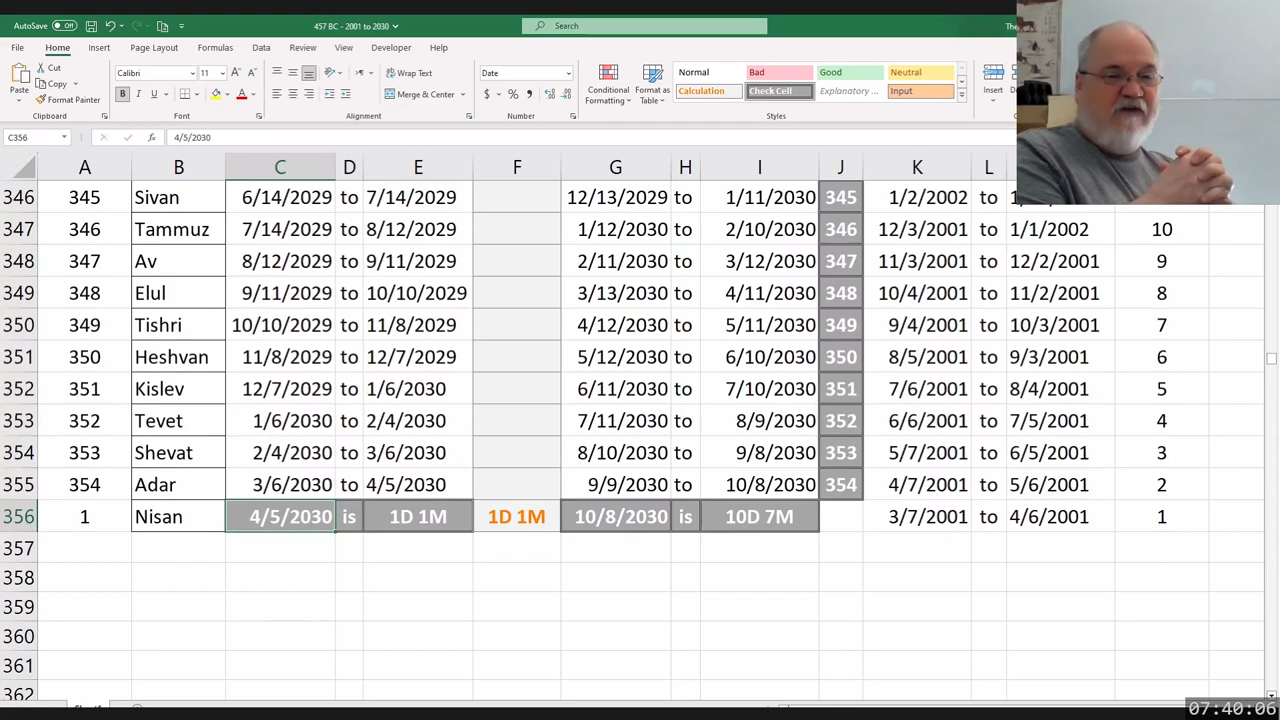 AutoSave Off 457 BC - 2001 to 2030 Search The
File Home Insert Page Layout Formulas Data Review View Developer Help
Paste Cut Copy Format Painter Clipboard
Calibri 11 B I U Font
Wrap Text Merge & Center Alignment
Date $ % Number
Conditional Formatting Format as Table
Normal Bad Good Neutral
Calculation Check Cell Explanatory ... Input
Styles
Insert
C356 fx 4/5/2030
A B C D E F G H I J K L
346 345 Sivan 6/14/2029 to 7/14/2029 12/13/2029 to 1/11/2030 345 1/2/2002 to
347 346 Tammuz 7/14/2029 to 8/12/2029 1/12/2030 to 2/10/2030 346 12/3/2001 to 1/1/2002 10
348 347 Av 8/12/2029 to 9/11/2029 2/11/2030 to 3/12/2030 347 11/3/2001 to 12/2/2001 9
349 348 Elul 9/11/2029 to 10/10/2029 3/13/2030 to 4/11/2030 348 10/4/2001 to 11/2/2001 8
350 349 Tishri 10/10/2029 to 11/8/2029 4/12/2030 to 5/11/2030 349 9/4/2001 to 10/3/2001 7
351 350 Heshvan 11/8/2029 to 12/7/2029 5/12/2030 to 6/10/2030 350 8/5/2001 to 9/3/2001 6
352 351 Kislev 12/7/2029 to 1/6/2030 6/11/2030 to 7/10/2030 351 7/6/2001 to 8/4/2001 5
353 352 Tevet 1/6/2030 to 2/4/2030 7/11/2030 to 8/9/2030 352 6/6/2001 to 7/5/2001 4
354 353 Shevat 2/4/2030 to 3/6/2030 8/10/2030 to 9/8/2030 353 5/7/2001 to 6/5/2001 3
355 354 Adar 3/6/2030 to 4/5/2030 9/9/2030 to 10/8/2030 354 4/7/2001 to 5/6/2001 2
356 1 Nisan 4/5/2030 is 1D 1M 1D 1M 10/8/2030 is 10D 7M 3/7/2001 to 4/6/2001 1
357
358
359
360
361
362
07:40:06